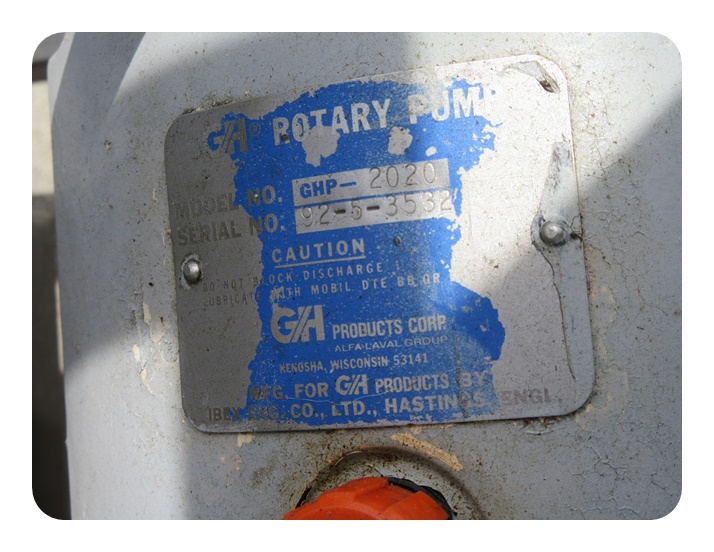 G/H® ROTARY PUMP
MODEL NO. GHP— 2020
SERIAL NO. 92-5-3532
CAUTION
DO NOT BLOCK DISCHARGE
LUBRICATE WITH MOBIL DTE BB OR
G/H PRODUCTS CORP.
ALFA-LAVAL GROUP
KENOSHA, WISCONSIN 53141
MFG. FOR G/H PRODUCTS BY
IBEX ENG. CO., LTD., HASTINGS, ENGL.